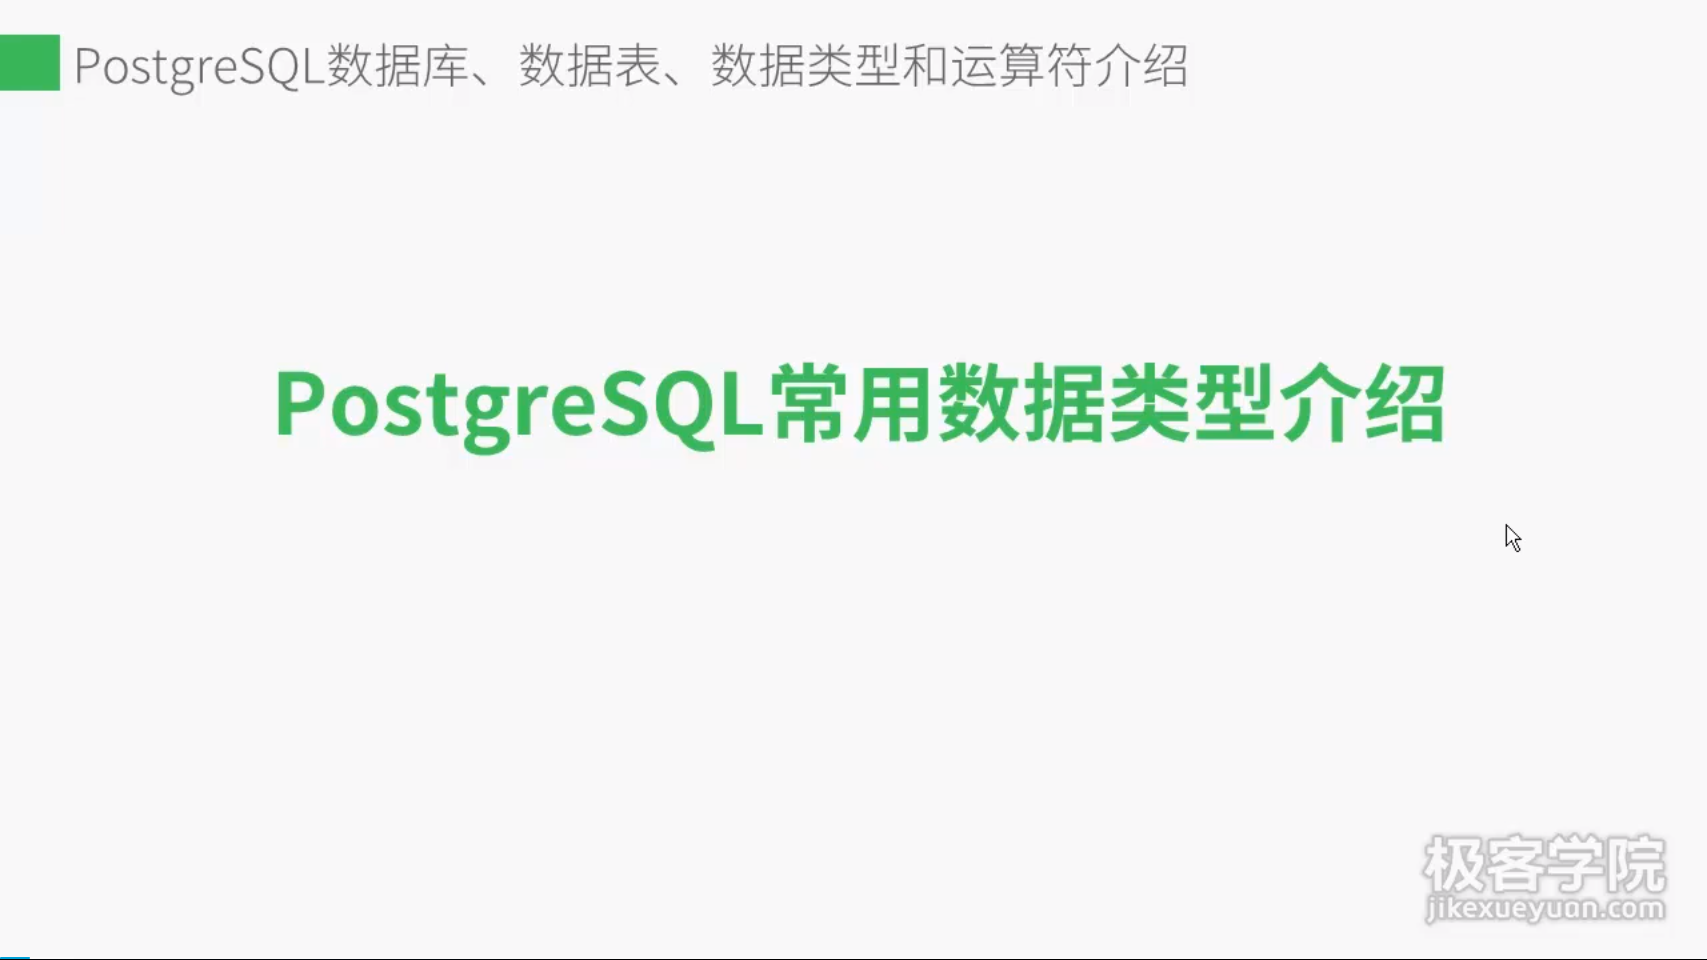 PostgreSQL数据库、数据表、数据类型和运算符介绍
PostgreSQL常用数据类型介绍
极客学院
jikexueyuan.com